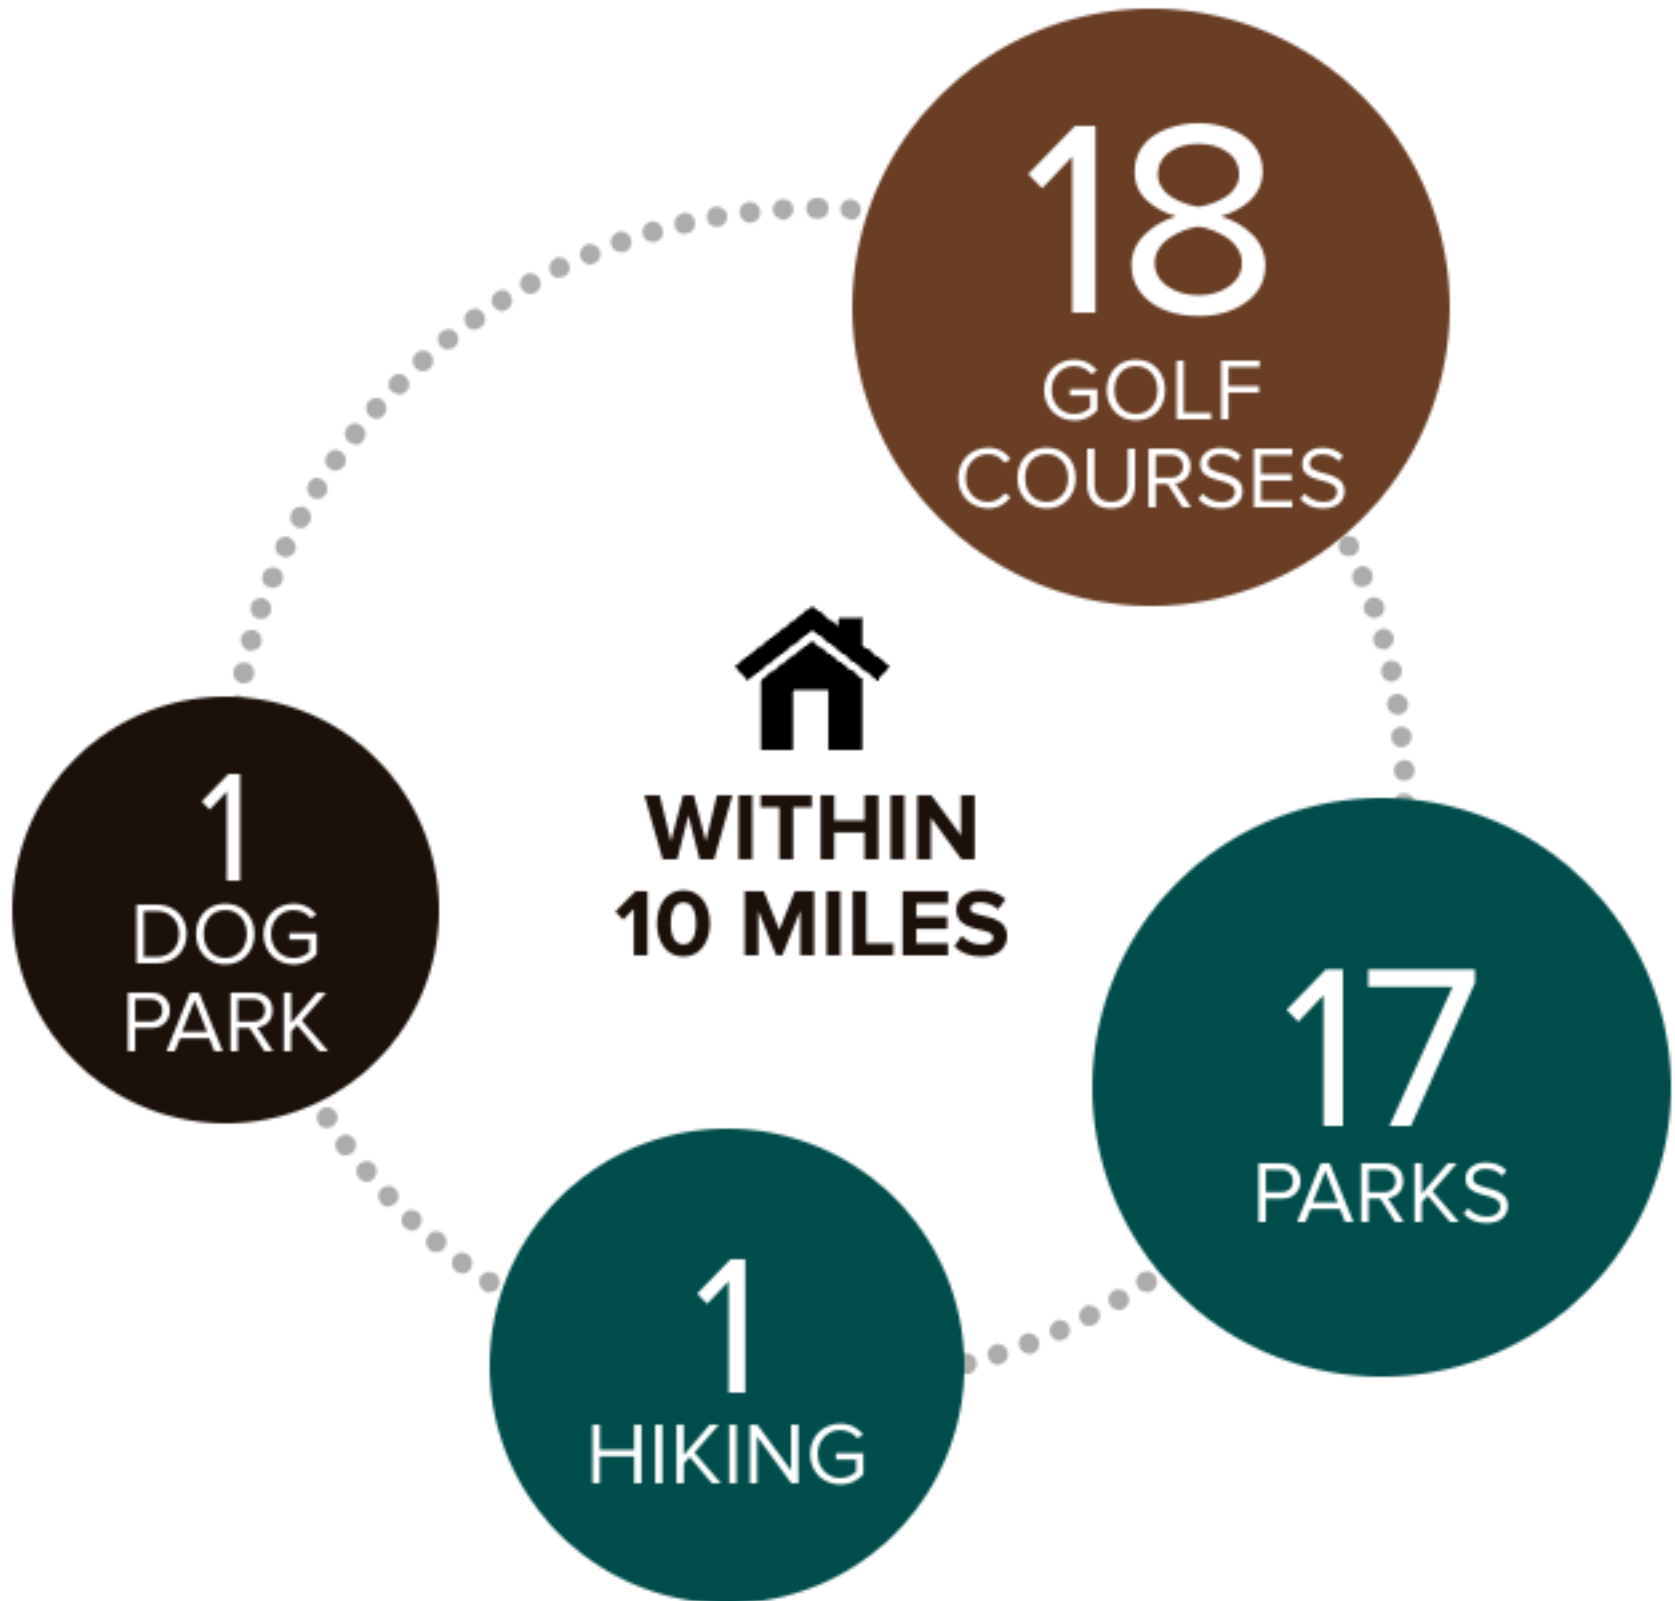 18
GOLF
COURSES
WITHIN
10 MILES
1
DOG
PARK
17
PARKS
1
HIKING